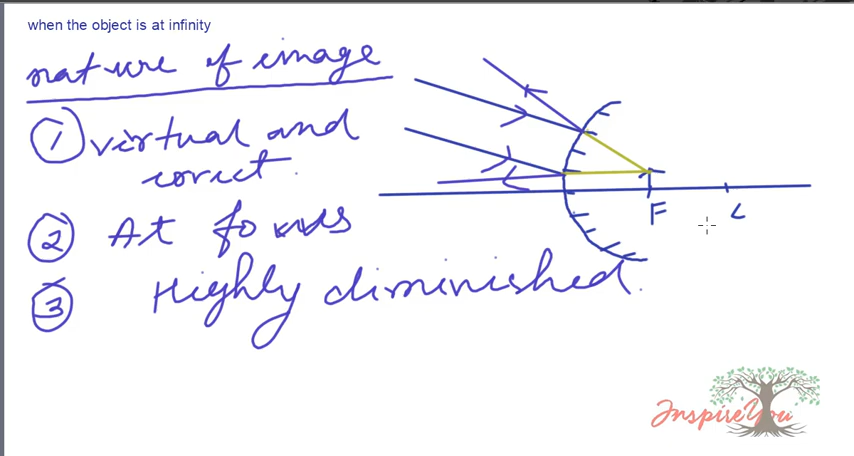 when the object is at infinity
nature of image
① virtual and
erect.
② At focus
③ Highly diminished.
F
C
InspireYou